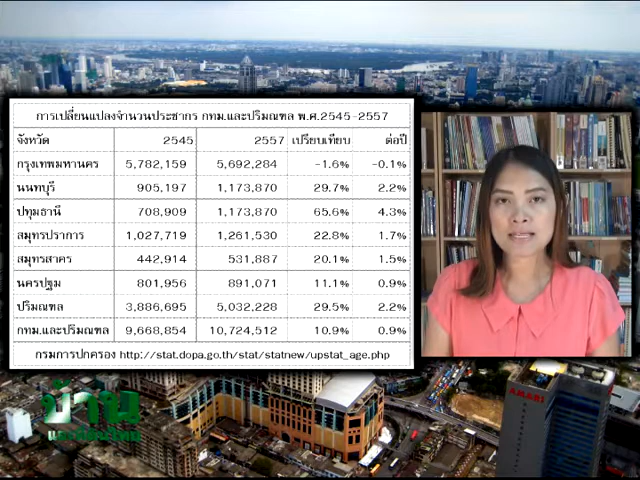 การเปลี่ยนแปลงจำนวนประชากร กทม.และปริมณฑล พ.ศ.2545-2557
จังหวัด 2545 2557 เปรียบเทียบ ต่อปี
กรุงเทพมหานคร 5,782,159 5,692,284 -1.6% -0.1%
นนทบุรี 905,197 1,173,870 29.7% 2.2%
ปทุมธานี 708,909 1,173,870 65.6% 4.3%
สมุทรปราการ 1,027,719 1,261,530 22.8% 1.7%
สมุทรสาคร 442,914 531,887 20.1% 1.5%
นครปฐม 801,956 891,071 11.1% 0.9%
ปริมณฑล 3,886,695 5,032,228 29.5% 2.2%
กทม.และปริมณฑล 9,668,854 10,724,512 10.9% 0.9%
กรมการปกครอง http://stat.dopa.go.th/stat/statnew/upstat_age.php
บ้าน
AMARI